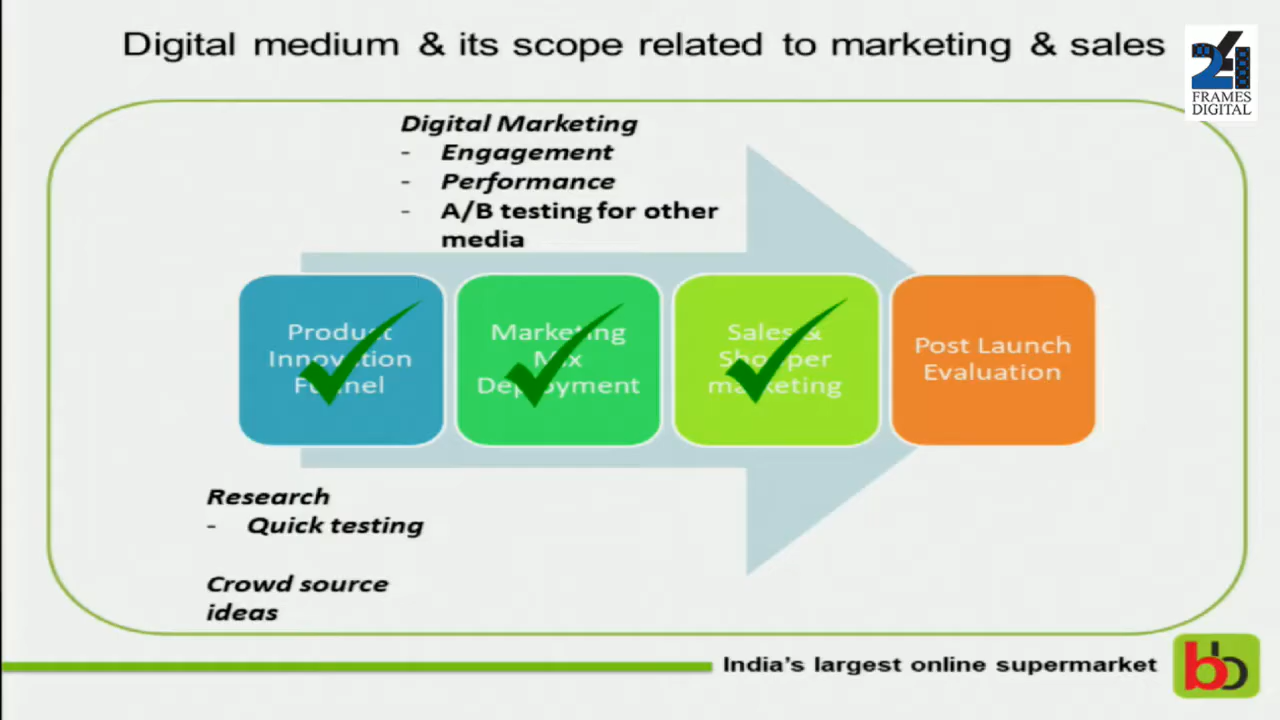 Digital medium & its scope related to marketing & sales
24
FRAMES
DIGITAL
Digital Marketing
- Engagement
- Performance
- A/B testing for other
media
Product
Innovation
Funnel
Marketing
Mix
Deployment
Sales &
Shopper
marketing
Post Launch
Evaluation
Research
- Quick testing
Crowd source
ideas
India's largest online supermarket
bb